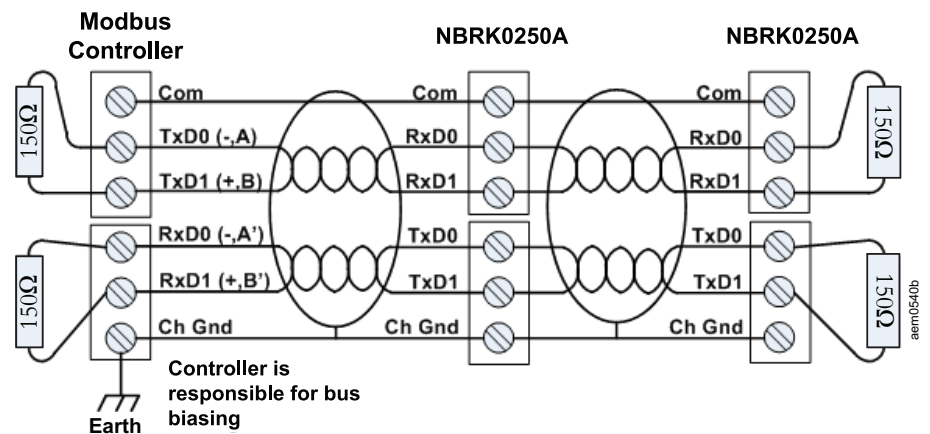 Modbus
Controller
NBRK0250A
NBRK0250A
150Ω
Com
Com
Com
TxD0 (-,A)
RxD0
RxD0
TxD1 (+,B)
RxD1
RxD1
150Ω
150Ω
RxD0 (-,A')
TxD0
TxD0
RxD1 (+,B')
TxD1
TxD1
150Ω
Ch Gnd
Ch Gnd
Ch Gnd
aem0540b
Controller is
responsible for bus
biasing
Earth